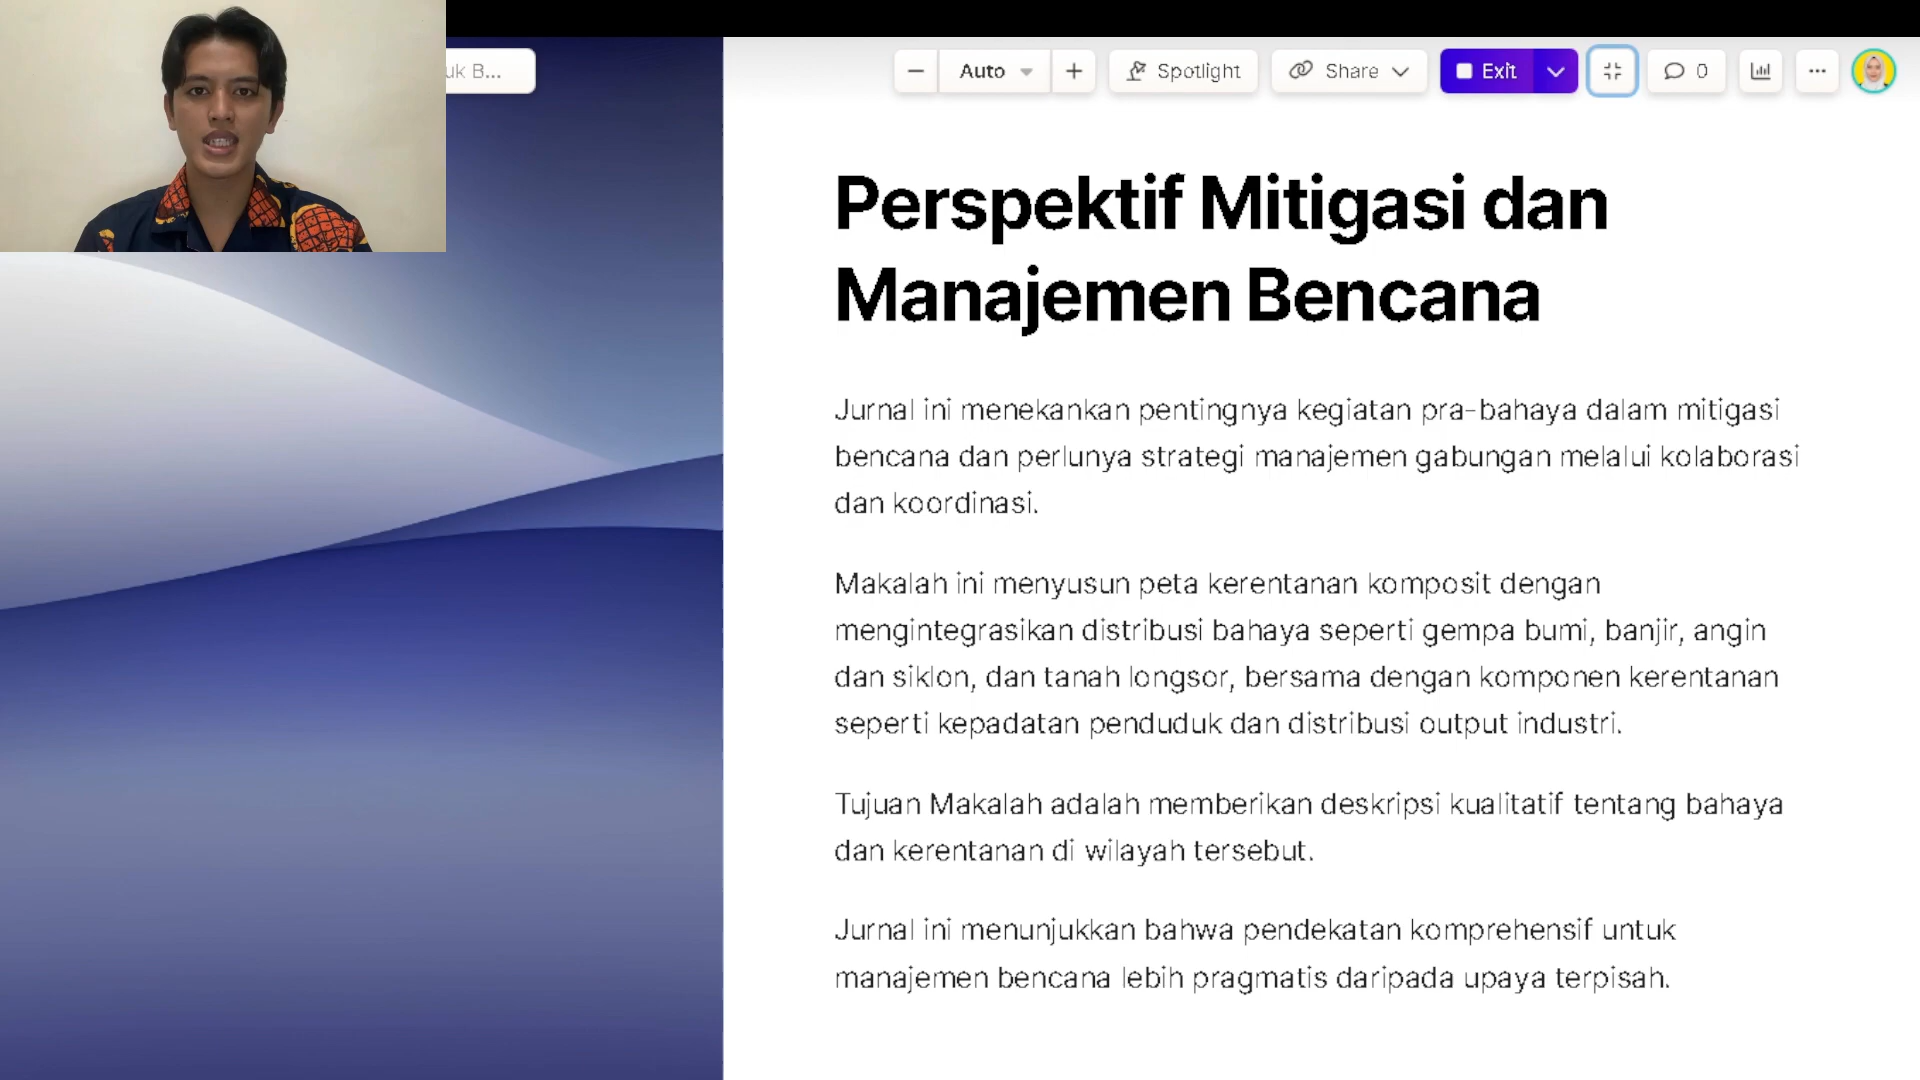 uk B...
Auto
Spotlight
Share
Exit
0
Perspektif Mitigasi dan
Manajemen Bencana
Jurnal ini menekankan pentingnya kegiatan pra-bahaya dalam mitigasi
bencana dan perlunya strategi manajemen gabungan melalui kolaborasi
dan koordinasi.
Makalah ini menyusun peta kerentanan komposit dengan
mengintegrasikan distribusi bahaya seperti gempa bumi, banjir, angin
dan siklon, dan tanah longsor, bersama dengan komponen kerentanan
seperti kepadatan penduduk dan distribusi output industri.
Tujuan Makalah adalah memberikan deskripsi kualitatif tentang bahaya
dan kerentanan di wilayah tersebut.
Jurnal ini menunjukkan bahwa pendekatan komprehensif untuk
manajemen bencana lebih pragmatis daripada upaya terpisah.